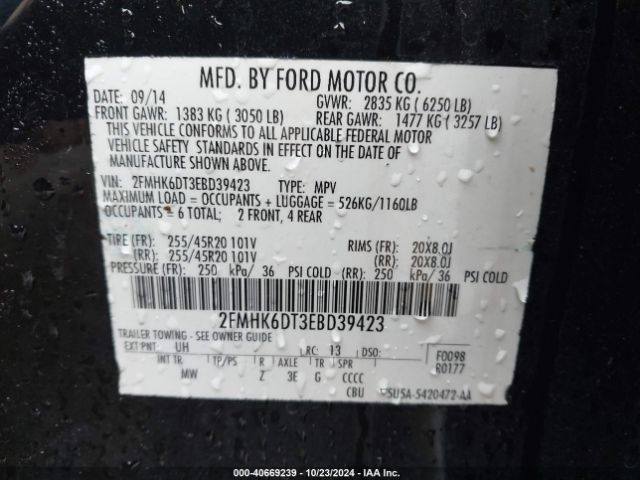 MFD. BY FORD MOTOR CO.
DATE: 09/14 GVWR: 2835 KG ( 6250 LB)
FRONT GAWR: 1383 KG ( 3050 LB) REAR GAWR: 1477 KG ( 3257 LB)
THIS VEHICLE CONFORMS TO ALL APPLICABLE FEDERAL MOTOR
VEHICLE SAFETY STANDARDS IN EFFECT ON THE DATE OF
MANUFACTURE SHOWN ABOVE.
VIN: 2FMHK6DT3EBD39423 TYPE: MPV
MAXIMUM LOAD = OCCUPANTS + LUGGAGE = 526KG/1160LB
OCCUPANTS = 6 TOTAL; 2 FRONT, 4 REAR
TIRE (FR): 255/45R20 101V RIMS (FR): 20X8.0J
(RR): 255/45R20 101V (RR): 20X8.0J
PRESSURE (FR): 250 kPa/ 36 PSI COLD (RR): 250 kPa/ 36 PSI COLD
2FMHK6DT3EBD39423
TRAILER TOWING - SEE OWNER GUIDE
EXT PNT: UH RC: 13 DSO: F0098
INT TR TP/PS R AXLE TR SPR R0177
MW Z 3E G CCCC
CBU 5U5A-5420472-AA
000-40669239 - 10/23/2024 - IAA Inc.